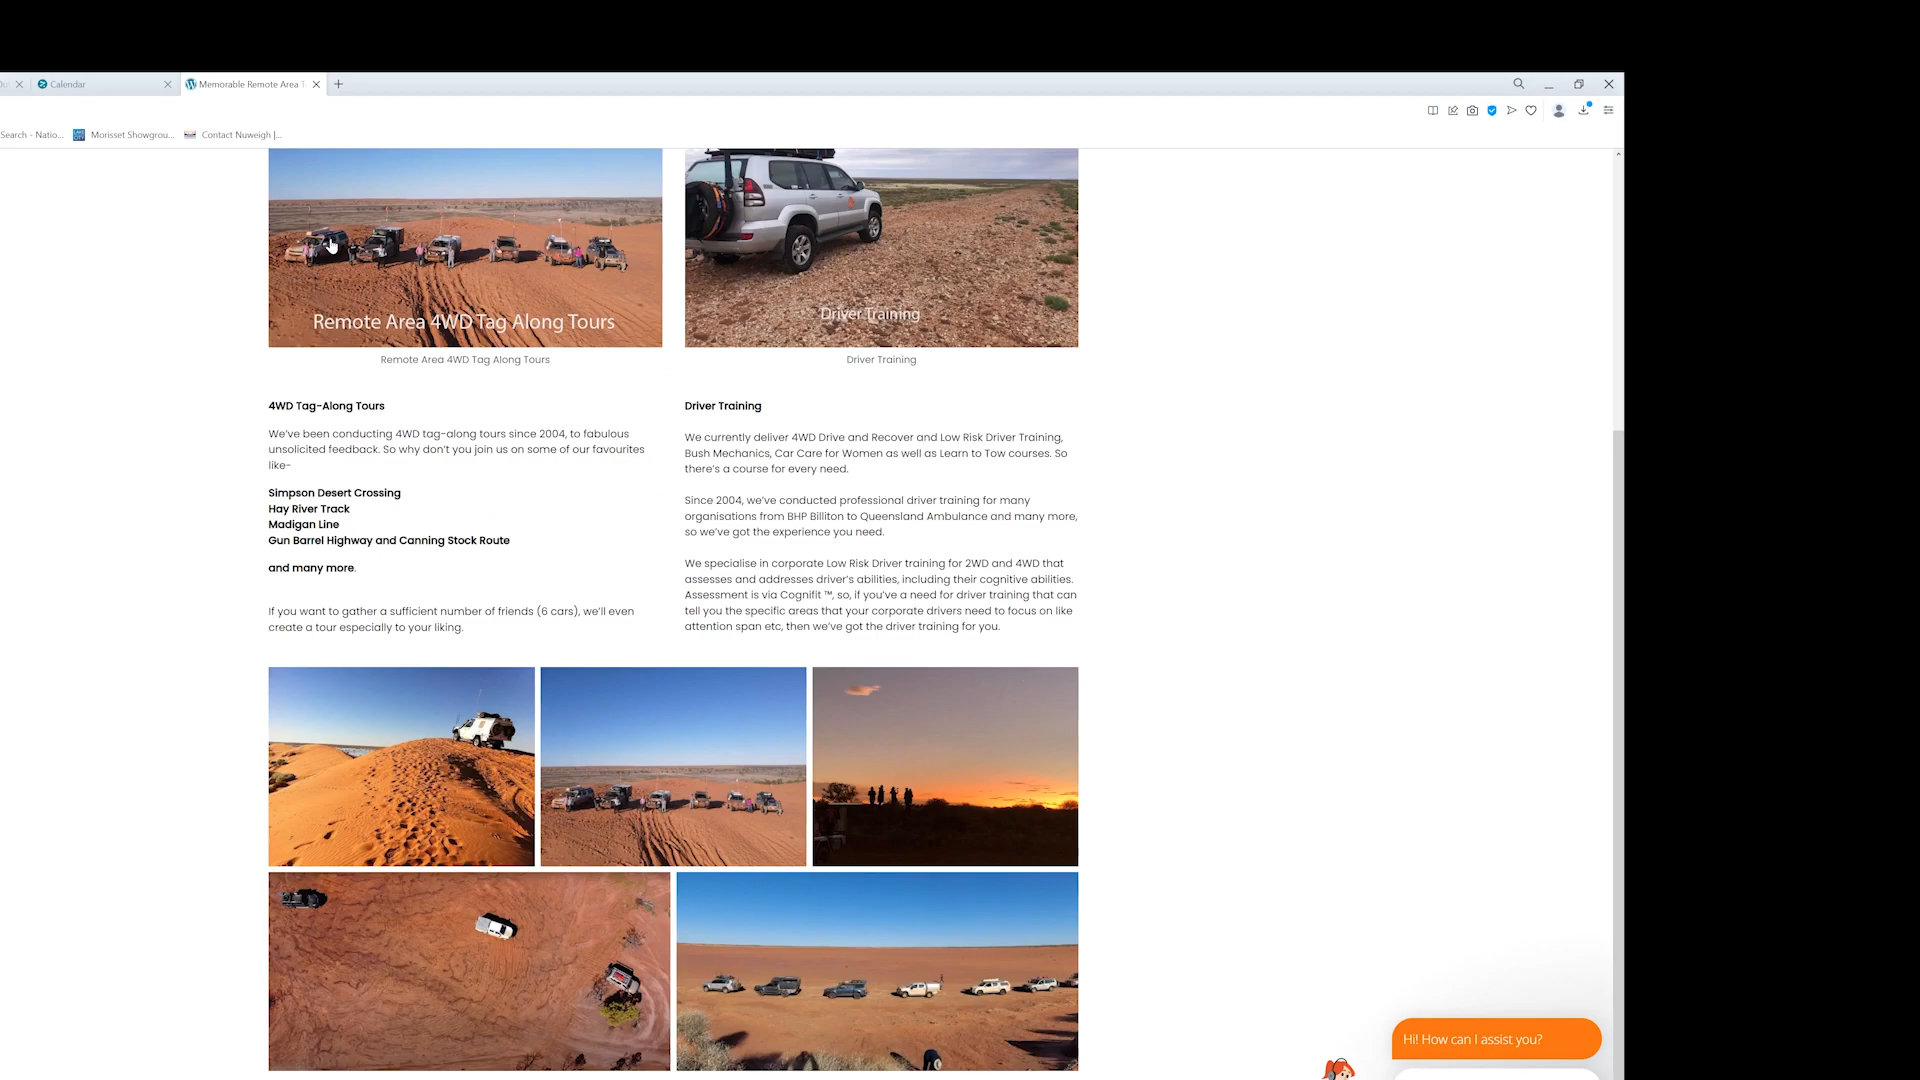 Calendar
Memorable Remote Area
Search - Natio...
Morisset Showgrou...
Contact Nuweigh |...
Remote Area 4WD Tag Along Tours
Driver Training
Remote Area 4WD Tag Along Tours
Driver Training
4WD Tag-Along Tours
We've been conducting 4WD tag-along tours since 2004, to fabulous
unsolicited feedback. So why don't you join us on some of our favourites
like-
Simpson Desert Crossing
Hay River Track
Madigan Line
Gun Barrel Highway and Canning Stock Route
and many more.
If you want to gather a sufficient number of friends (6 cars), we'll even
create a tour especially to your liking.
Driver Training
We currently deliver 4WD Drive and Recover and Low Risk Driver Training,
Bush Mechanics, Car Care for Women as well as Learn to Tow courses. So
there's a course for every need.
Since 2004, we've conducted professional driver training for many
organisations from BHP Billiton to Queensland Ambulance and many more,
so we've got the experience you need.
We specialise in corporate Low Risk Driver training for 2WD and 4WD that
assesses and addresses driver's abilities, including their cognitive abilities.
Assessment is via Cognifit ™, so, if you've a need for driver training that can
tell you the specific areas that your corporate drivers need to focus on like
attention span etc, then we've got the driver training for you.
Hi! How can I assist you?